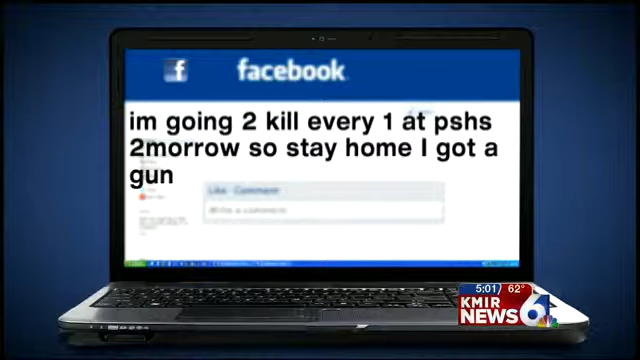 f facebook
im going 2 kill every 1 at pshs
2morrow so stay home I got a
gun
Like · Comment
Write a comment...
5:01 62°
KMIR
NEWS 6